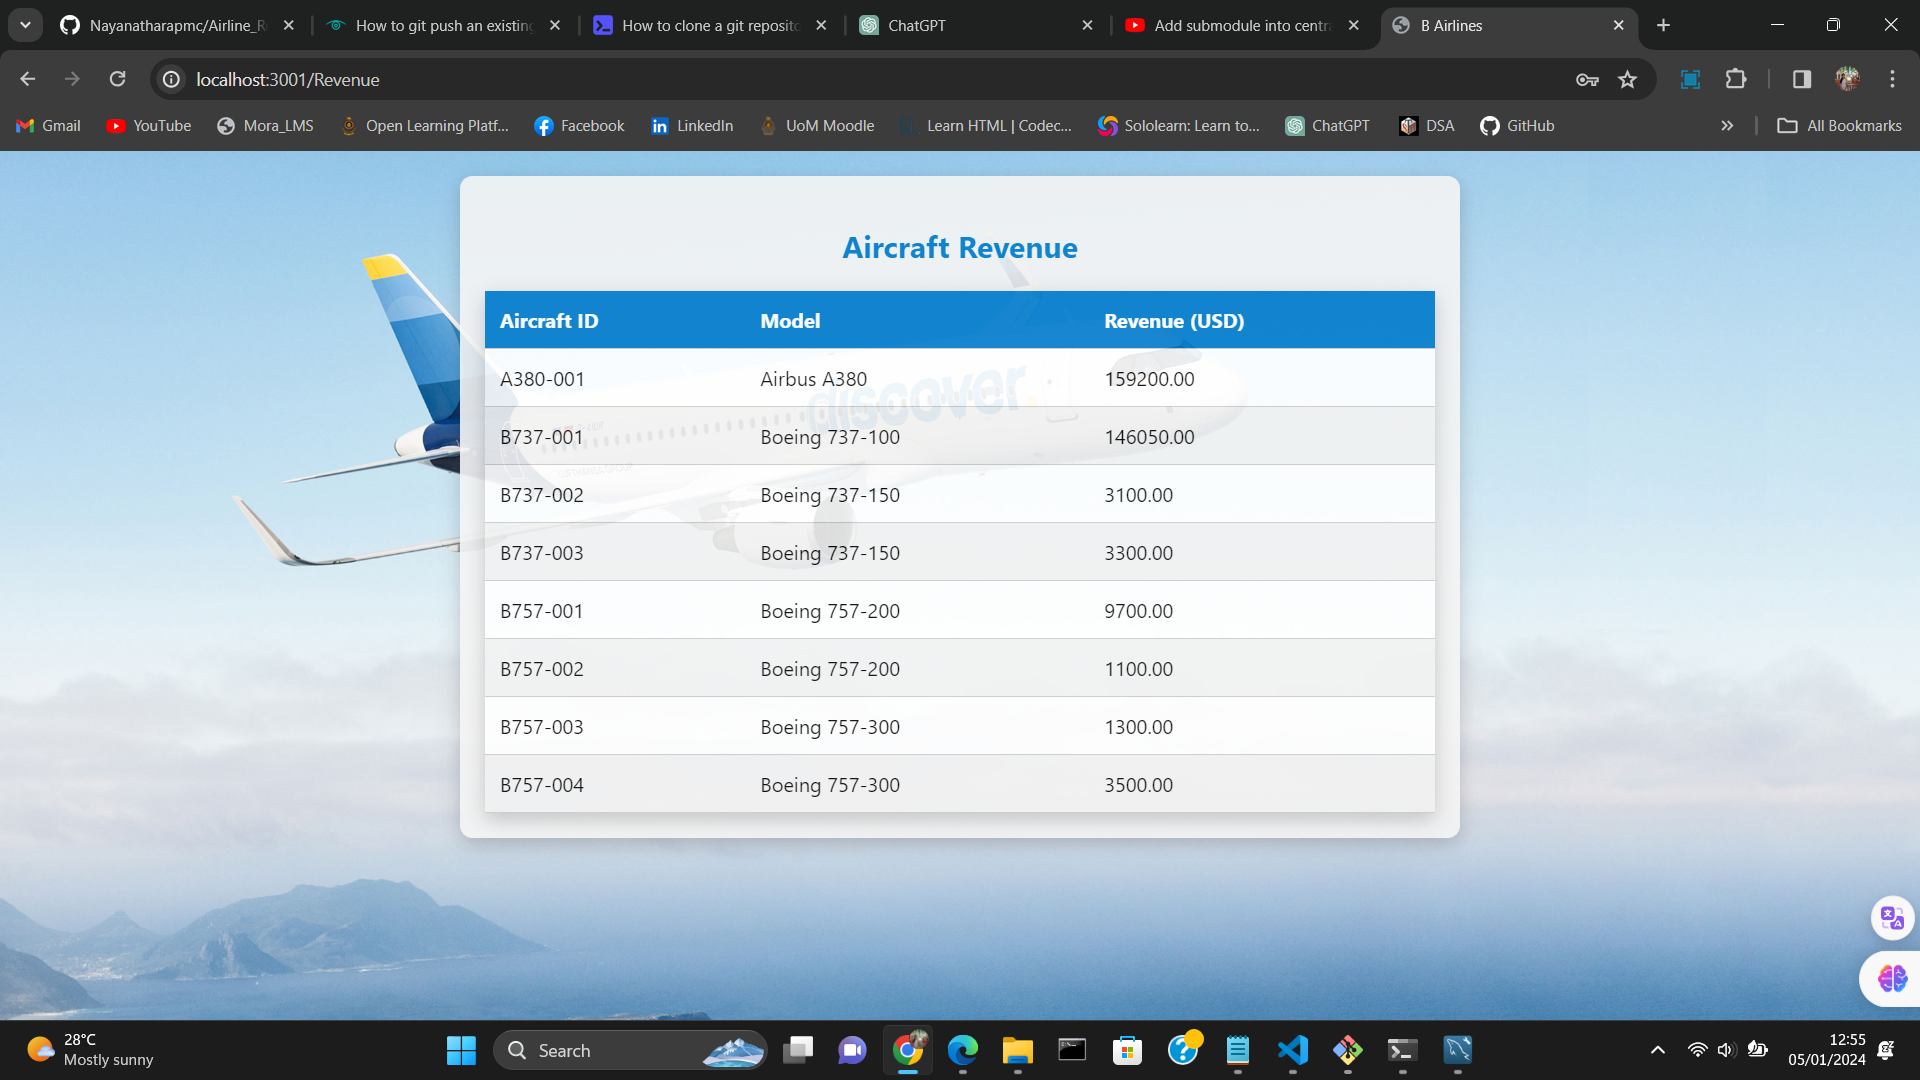 Nayanatharapmc/Airline_R
How to git push an existing
How to clone a git reposito
ChatGPT
Add submodule into centra
B Airlines
localhost:3001/Revenue
Gmail
YouTube
Mora_LMS
Open Learning Platf...
Facebook
LinkedIn
UoM Moodle
Learn HTML | Codec...
Sololearn: Learn to...
ChatGPT
DSA
GitHub
All Bookmarks
Aircraft Revenue
Aircraft ID Model Revenue (USD)
A380-001 Airbus A380 159200.00
discover
B737-001 Boeing 737-100 146050.00
B737-002 Boeing 737-150 3100.00
B737-003 Boeing 737-150 3300.00
B757-001 Boeing 757-200 9700.00
B757-002 Boeing 757-200 1100.00
B757-003 Boeing 757-300 1300.00
B757-004 Boeing 757-300 3500.00
28°C
Mostly sunny
Search
12:55
05/01/2024